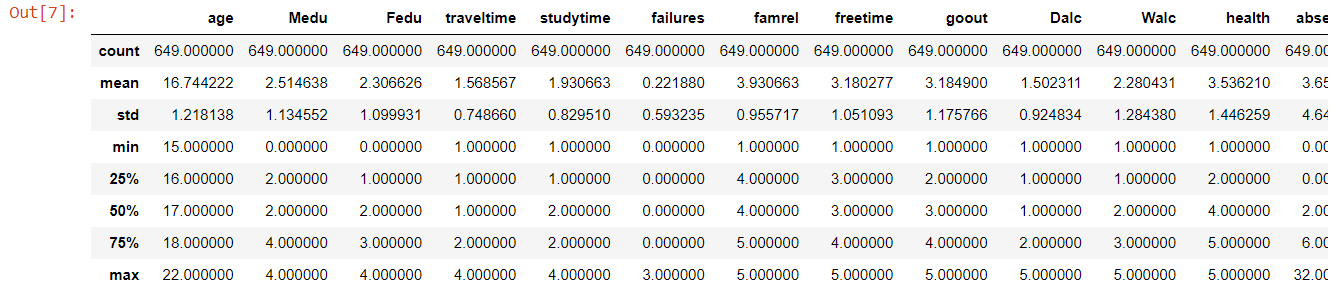 Out[7]:
age Medu Fedu traveltime studytime failures famrel freetime goout Dalc Walc health abse
count 649.000000 649.000000 649.000000 649.000000 649.000000 649.000000 649.000000 649.000000 649.000000 649.000000 649.000000 649.000000 649.00
mean 16.744222 2.514638 2.306626 1.568567 1.930663 0.221880 3.930663 3.180277 3.184900 1.502311 2.280431 3.536210 3.65
std 1.218138 1.134552 1.099931 0.748660 0.829510 0.593235 0.955717 1.051093 1.175766 0.924834 1.284380 1.446259 4.64
min 15.000000 0.000000 0.000000 1.000000 1.000000 0.000000 1.000000 1.000000 1.000000 1.000000 1.000000 1.000000 0.00
25% 16.000000 2.000000 1.000000 1.000000 1.000000 0.000000 4.000000 3.000000 2.000000 1.000000 1.000000 2.000000 0.00
50% 17.000000 2.000000 2.000000 1.000000 2.000000 0.000000 4.000000 3.000000 3.000000 1.000000 2.000000 4.000000 2.00
75% 18.000000 4.000000 3.000000 2.000000 2.000000 0.000000 5.000000 4.000000 4.000000 2.000000 3.000000 5.000000 6.00
max 22.000000 4.000000 4.000000 4.000000 4.000000 3.000000 5.000000 5.000000 5.000000 5.000000 5.000000 5.000000 32.00